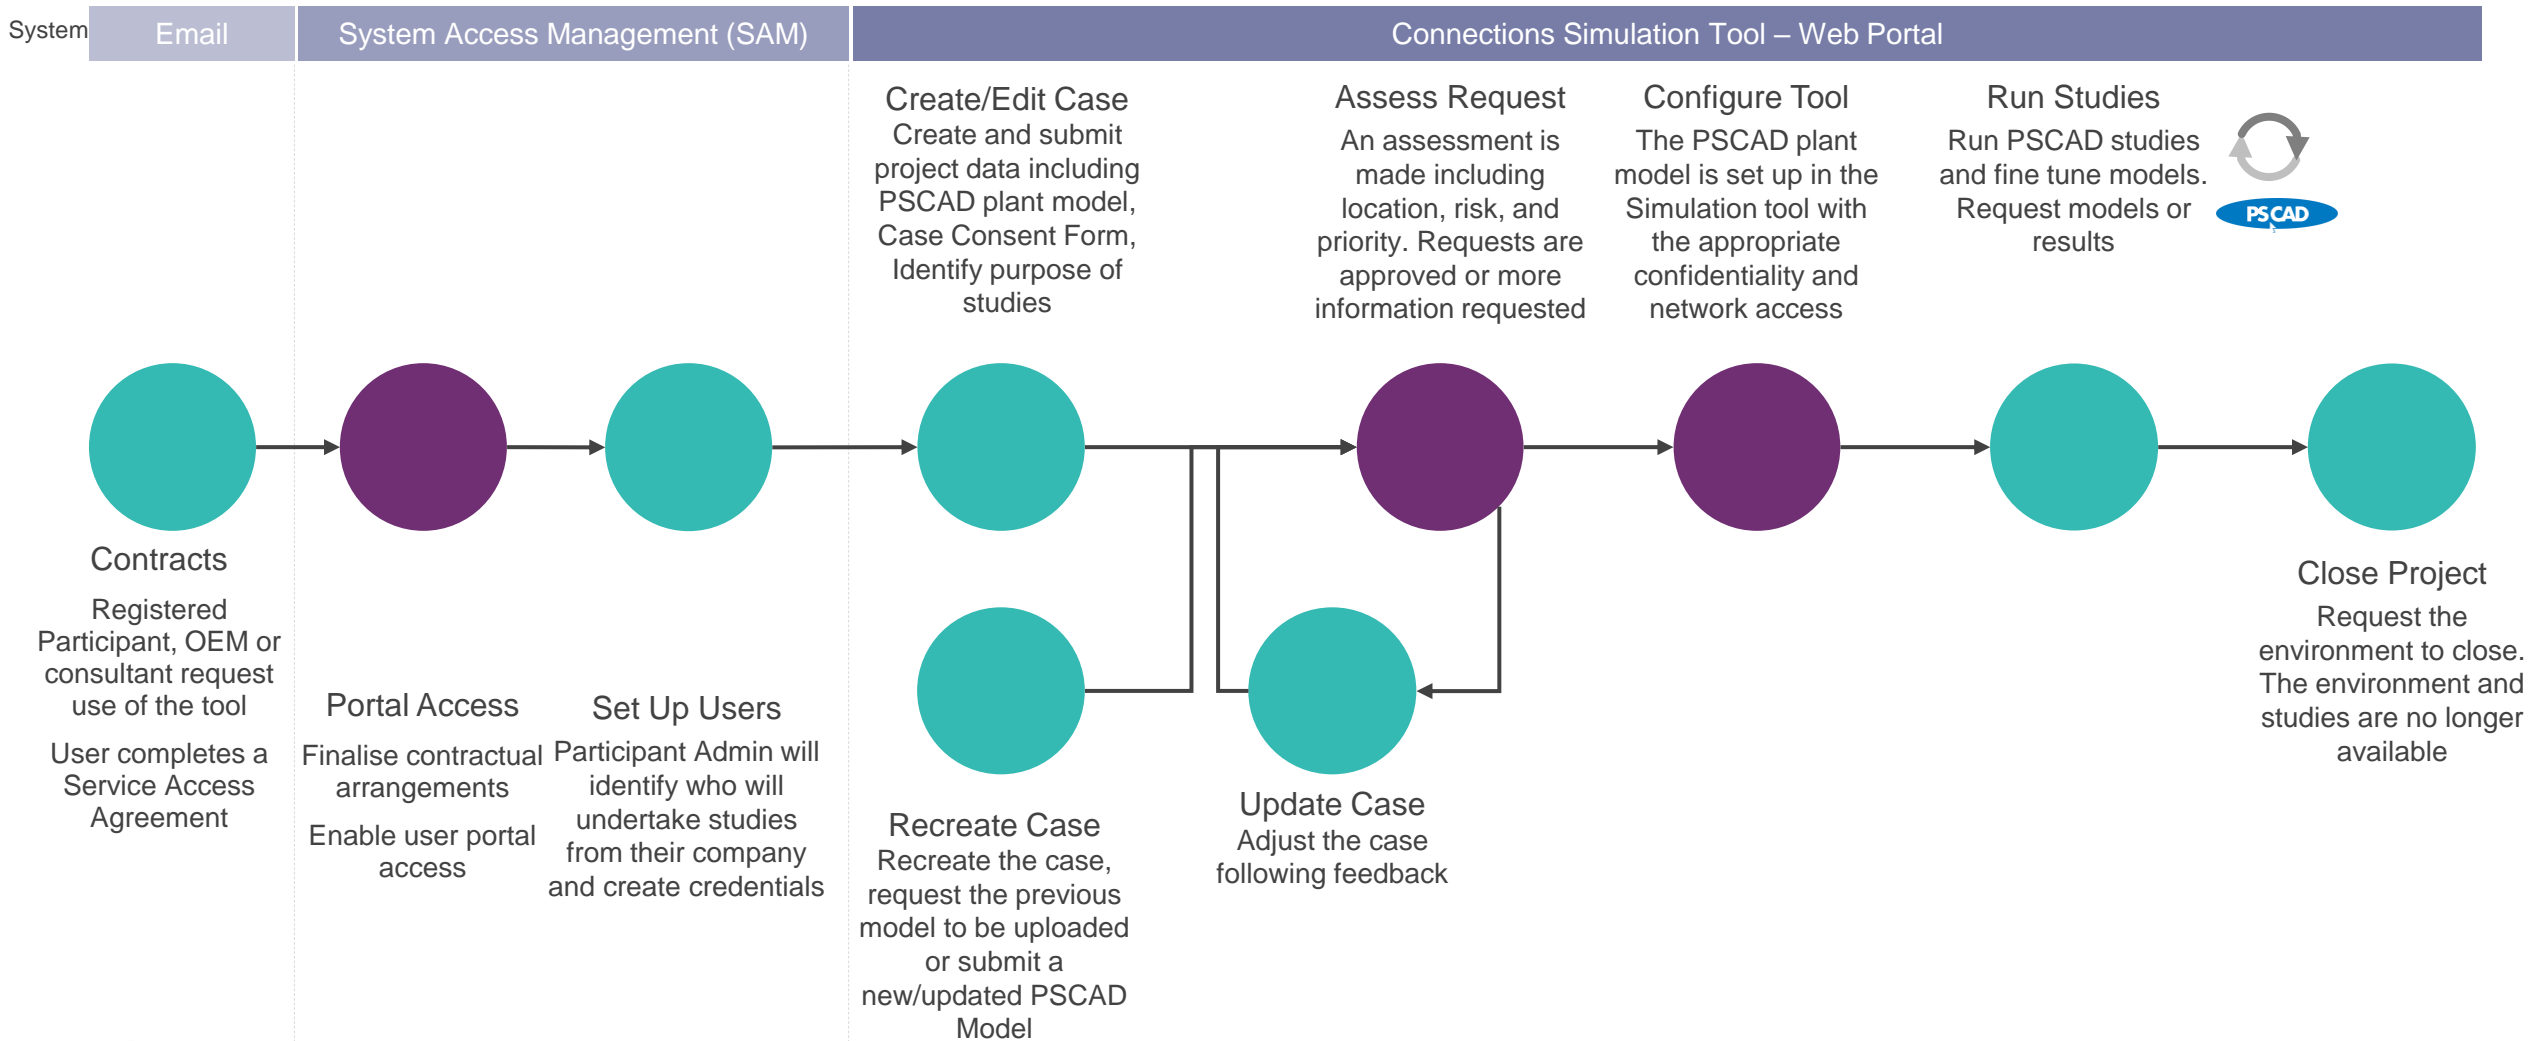 System
Email
System Access Management (SAM)
Connections Simulation Tool – Web Portal
Create/Edit Case
Create and submit
project data including
PSCAD plant model,
Case Consent Form,
Identify purpose of
studies
Assess Request
An assessment is
made including
location, risk, and
priority. Requests are
approved or more
information requested
Configure Tool
The PSCAD plant
model is set up in the
Simulation tool with
the appropriate
confidentiality and
network access
Run Studies
Run PSCAD studies
and fine tune models.
Request models or
results
PSCAD
Contracts
Registered
Participant, OEM or
consultant request
use of the tool
User completes a
Service Access
Agreement
Portal Access
Finalise contractual
arrangements
Enable user portal
access
Set Up Users
Participant Admin will
identify who will
undertake studies
from their company
and create credentials
Recreate Case
Recreate the case,
request the previous
model to be uploaded
or submit a
new/updated PSCAD
Model
Update Case
Adjust the case
following feedback
Close Project
Request the
environment to close.
The environment and
studies are no longer
available